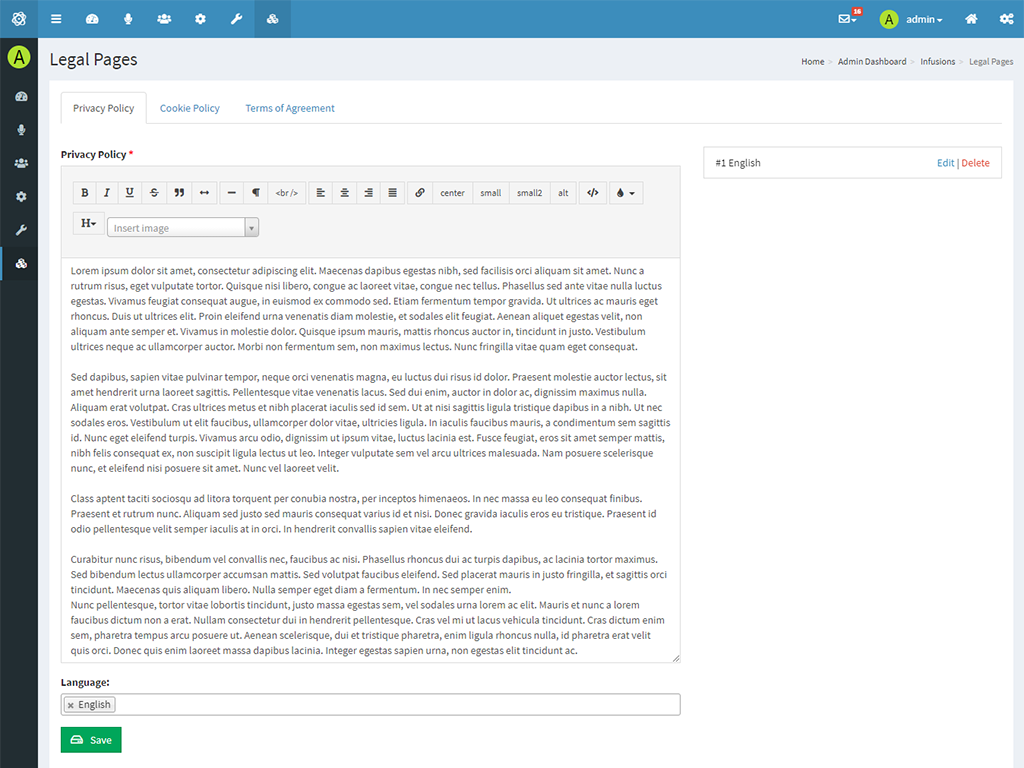 16
A admin
A
Legal Pages
Home > Admin Dashboard > Infusions > Legal Pages
Privacy Policy Cookie Policy Terms of Agreement
Privacy Policy *
#1 English Edit | Delete
B I U S <br/> center small small2 alt </>
H Insert image
Lorem ipsum dolor sit amet, consectetur adipiscing elit. Maecenas dapibus egestas nibh, sed facilisis orci aliquam sit amet. Nunc a
rutrum risus, eget vulputate tortor. Quisque nisi libero, congue ac laoreet vitae, congue nec tellus. Phasellus sed ante vitae nulla luctus
egestas. Vivamus feugiat consequat augue, in euismod ex commodo sed. Etiam fermentum tempor gravida. Ut ultrices ac mauris eget
rhoncus. Duis ut ultrices elit. Proin eleifend urna venenatis diam molestie, et sodales elit feugiat. Aenean aliquet egestas velit, non
aliquam ante semper et. Vivamus in molestie dolor. Quisque ipsum mauris, mattis rhoncus auctor in, tincidunt in justo. Vestibulum
ultrices neque ac ullamcorper auctor. Morbi non fermentum sem, non maximus lectus. Nunc fringilla vitae quam eget consequat.
Sed dapibus, sapien vitae pulvinar tempor, neque orci venenatis magna, eu luctus dui risus id dolor. Praesent molestie auctor lectus, sit
amet hendrerit urna laoreet sagittis. Pellentesque vitae venenatis lacus. Sed dui enim, auctor in dolor ac, dignissim maximus nulla.
Aliquam erat volutpat. Cras ultrices metus et nibh placerat iaculis sed id sem. Ut at nisi sagittis ligula tristique dapibus in a nibh. Ut nec
sodales eros. Vestibulum ut elit faucibus, ullamcorper dolor vitae, ultricies ligula. In iaculis faucibus mauris, a condimentum sem sagittis
id. Nunc eget eleifend turpis. Vivamus arcu odio, dignissim ut ipsum vitae, luctus lacinia est. Fusce feugiat, eros sit amet semper mattis,
nibh felis consequat ex, non suscipit ligula lectus ut leo. Integer vulputate sem vel arcu ultrices malesuada. Nam posuere scelerisque
nunc, et eleifend nisi posuere sit amet. Nunc vel laoreet velit.
Class aptent taciti sociosqu ad litora torquent per conubia nostra, per inceptos himenaeos. In nec massa eu leo consequat finibus.
Praesent et rutrum nunc. Aliquam sed justo sed mauris consequat varius id et nisi. Donec gravida iaculis eros eu tristique. Praesent id
odio pellentesque velit semper iaculis at in orci. In hendrerit convallis sapien vitae eleifend.
Curabitur nunc risus, bibendum vel convallis nec, faucibus ac nisi. Phasellus rhoncus dui ac turpis dapibus, ac lacinia tortor maximus.
Sed bibendum lectus ullamcorper accumsan mattis. Sed volutpat faucibus eleifend. Sed placerat mauris in justo fringilla, et sagittis orci
tincidunt. Maecenas quis aliquam libero. Nulla semper eget diam a fermentum. In nec semper enim.
Nunc pellentesque, tortor vitae lobortis tincidunt, justo massa egestas sem, vel sodales urna lorem ac elit. Mauris et nunc a lorem
faucibus dictum non a erat. Nullam consectetur dui in hendrerit pellentesque. Cras vel mi ut lacus vehicula tincidunt. Cras dictum enim
sem, pharetra tempus arcu posuere ut. Aenean scelerisque, dui et tristique pharetra, enim ligula rhoncus nulla, id pharetra erat velit
quis orci. Donec quis enim laoreet massa dapibus lacinia. Integer egestas sapien urna, non egestas elit tincidunt ac.
Language:
× English
Save